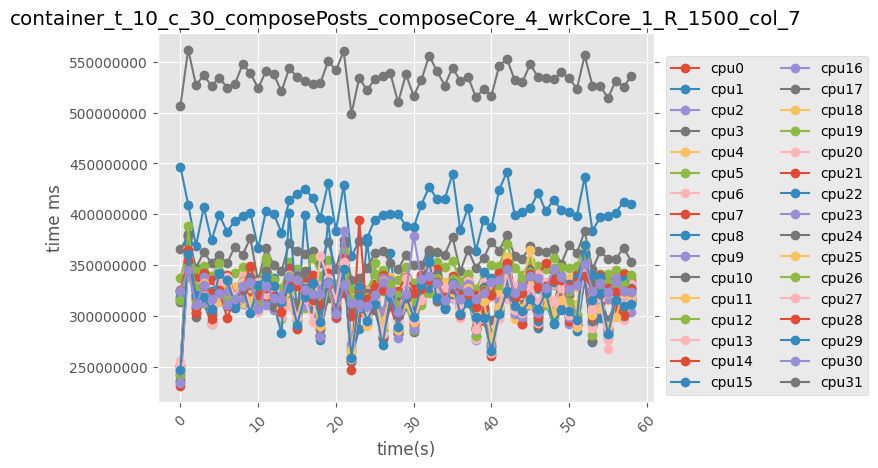 container_t_10_c_30_composePosts_composeCore_4_wrkCore_1_R_1500_col_7
time ms
550000000
500000000
450000000
400000000
350000000
300000000
250000000
0
10
20
30
40
50
60
time(s)
cpu0
cpu1
cpu2
cpu3
cpu4
cpu5
cpu6
cpu7
cpu8
cpu9
cpu10
cpu11
cpu12
cpu13
cpu14
cpu15
cpu16
cpu17
cpu18
cpu19
cpu20
cpu21
cpu22
cpu23
cpu24
cpu25
cpu26
cpu27
cpu28
cpu29
cpu30
cpu31